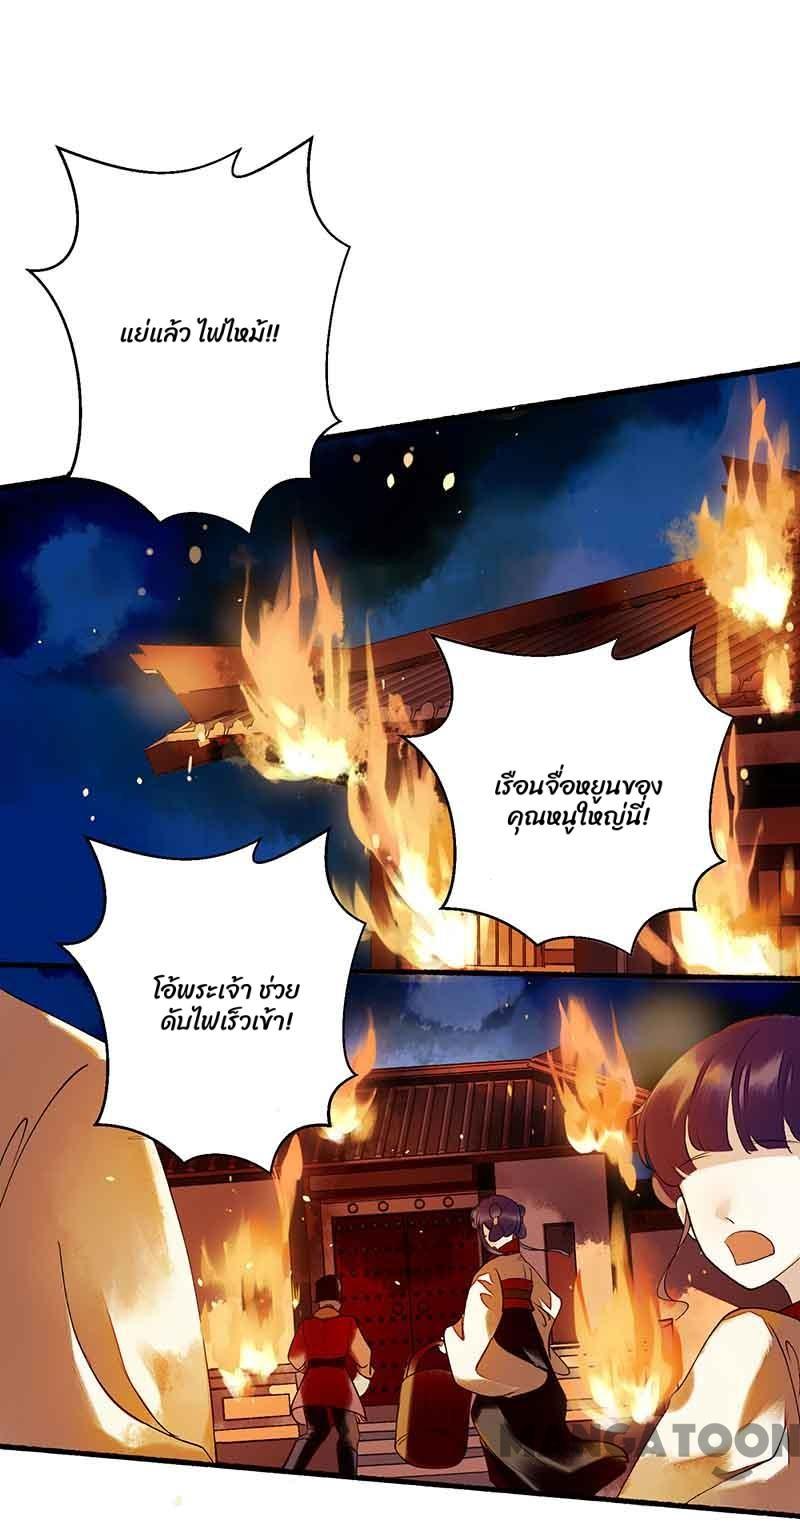 แย่แล้ว ไฟไหม้!!
เรือนจื่อหยูนของ
คุณหนูใหญ่นี่!
โอ้พระเจ้า ช่วย
ดับไฟเร็วเข้า!
MANGATOON